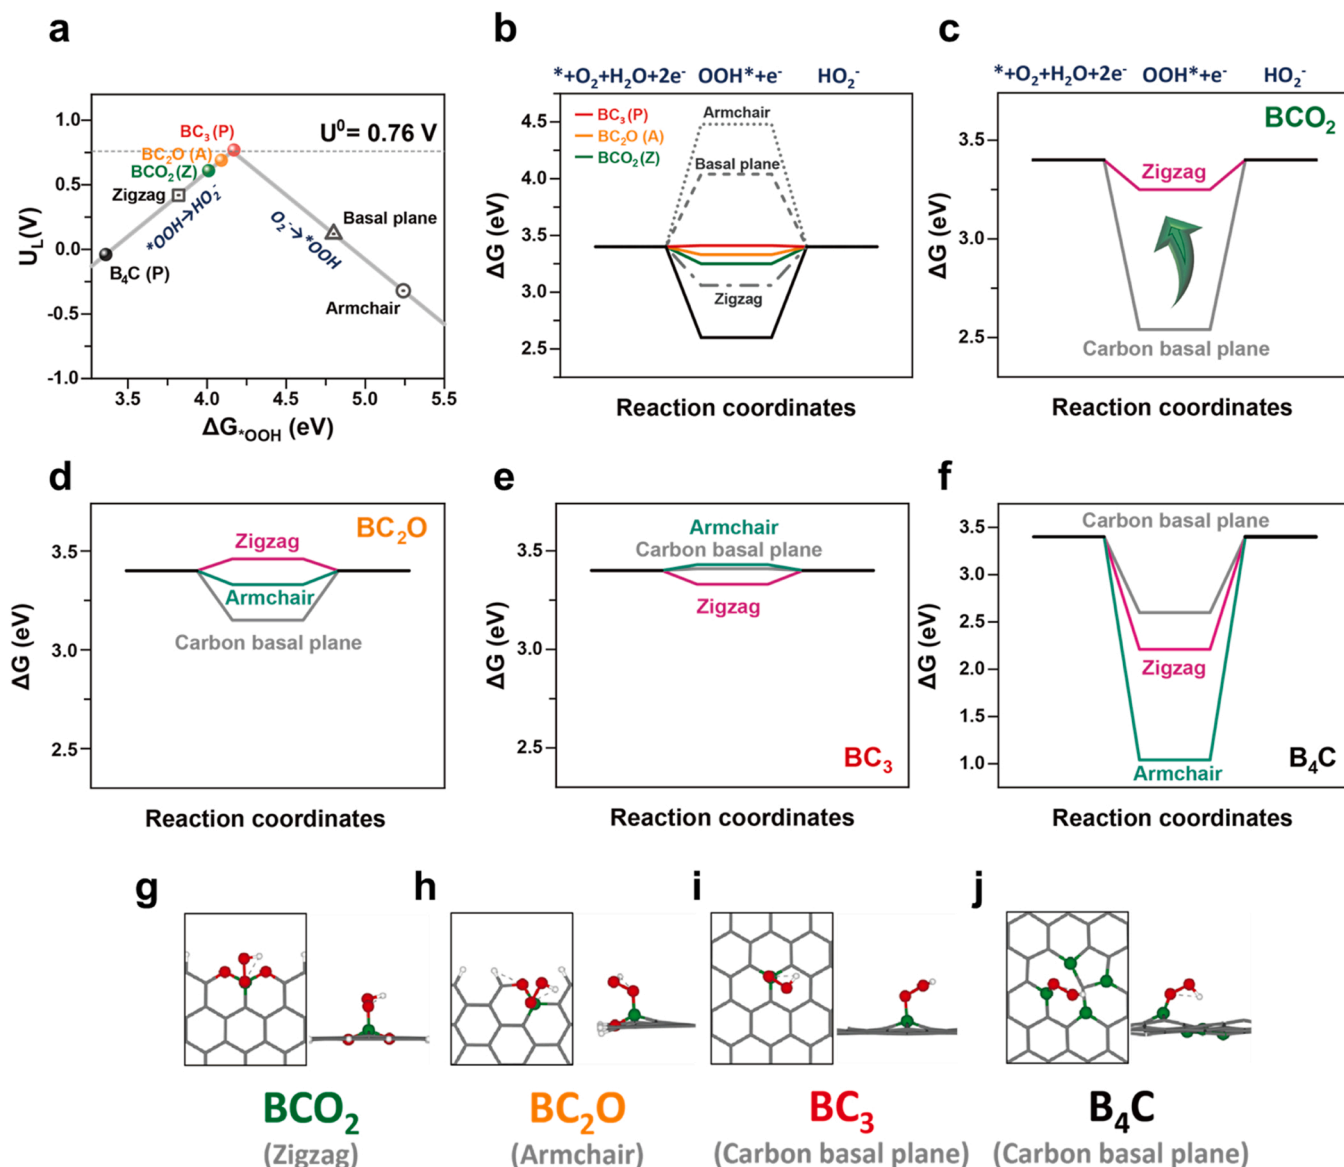 a
U⁰= 0.76 V
BC₃ (P)
BC₂O (A)
BCO₂ (Z)
Zigzag
*OOH→HO₂⁻
O₂→*OOH
Basal plane
B₄C (P)
Armchair
1.0
0.5
0.0
-0.5
-1.0
3.5 4.0 4.5 5.0 5.5
U_L(V)
ΔG*OOH (eV)
b
*+O₂+H₂O+2e⁻ OOH*+e⁻ HO₂⁻
BC₃ (P)
BC₂O (A)
BCO₂ (Z)
Armchair
Basal plane
Zigzag
4.5
4.0
3.5
3.0
2.5
ΔG (eV)
Reaction coordinates
c
*+O₂+H₂O+2e⁻ OOH*+e⁻ HO₂⁻
BCO₂
Zigzag
Carbon basal plane
3.5
3.0
2.5
ΔG (eV)
Reaction coordinates
d
BC₂O
Zigzag
Armchair
Carbon basal plane
3.5
3.0
2.5
ΔG (eV)
Reaction coordinates
e
Armchair
Carbon basal plane
Zigzag
BC₃
3.5
3.0
2.5
ΔG (eV)
Reaction coordinates
f
Carbon basal plane
Zigzag
Armchair
B₄C
3.5
3.0
2.5
2.0
1.5
1.0
ΔG (eV)
Reaction coordinates
g
BCO₂
(Zigzag)
h
BC₂O
(Armchair)
i
BC₃
(Carbon basal plane)
j
B₄C
(Carbon basal plane)